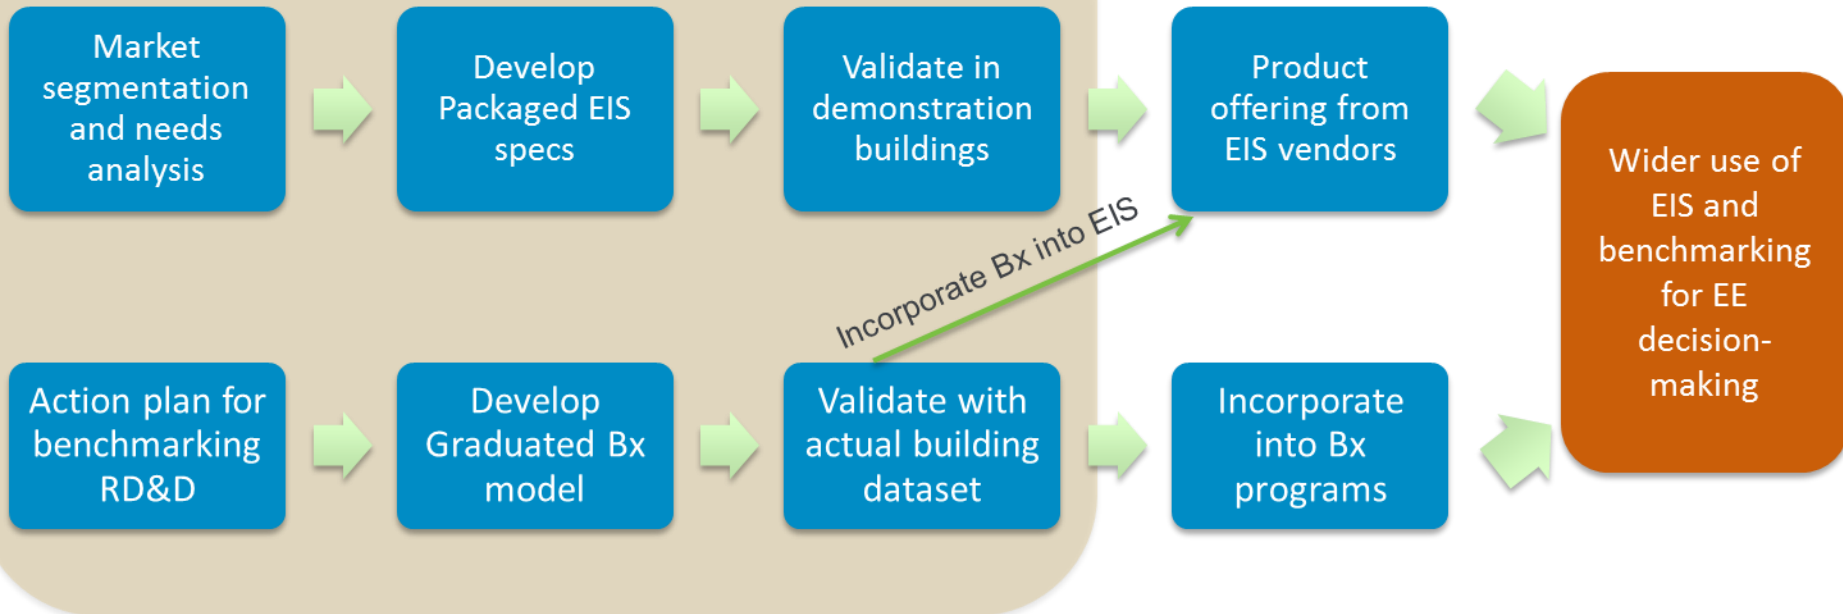 Market
segmentation
and needs
analysis
Develop
Packaged EIS
specs
Validate in
demonstration
buildings
Product
offering from
EIS vendors
Wider use of
EIS and
benchmarking
for EE
decision-
making
Incorporate Bx into EIS
Action plan for
benchmarking
RD&D
Develop
Graduated Bx
model
Validate with
actual building
dataset
Incorporate
into Bx
programs